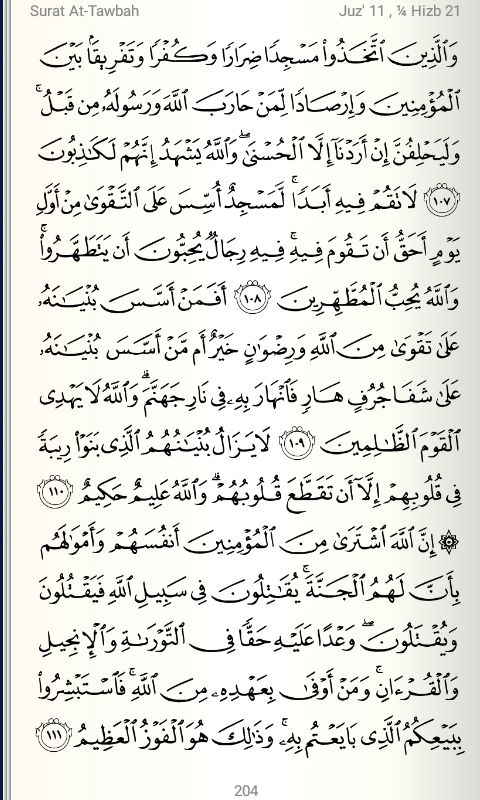 Surat At-Tawbah
Juz' 11 , ¼ Hizb 21
وَٱلَّذِينَ ٱتَّخَذُوا۟ مَسْجِدًا ضِرَارًا وَكُفْرًا وَتَفْرِيقًۢا بَيْنَ
ٱلْمُؤْمِنِينَ وَإِرْصَادًا لِّمَنْ حَارَبَ ٱللَّهَ وَرَسُولَهُۥ مِن قَبْلُ ۚ
وَلَيَحْلِفُنَّ إِنْ أَرَدْنَآ إِلَّا ٱلْحُسْنَىٰ ۖ وَٱللَّهُ يَشْهَدُ إِنَّهُمْ لَكَـٰذِبُونَ
١٠٧ لَا تَقُمْ فِيهِ أَبَدًا ۚ لَّمَسْجِدٌ أُسِّسَ عَلَى ٱلتَّقْوَىٰ مِنْ أَوَّلِ
يَوْمٍ أَحَقُّ أَن تَقُومَ فِيهِ ۚ فِيهِ رِجَالٌ يُحِبُّونَ أَن يَتَطَهَّرُوا۟ ۚ
وَٱللَّهُ يُحِبُّ ٱلْمُطَّهِّرِينَ ١٠٨ أَفَمَنْ أَسَّسَ بُنْيَـٰنَهُۥ
عَلَىٰ تَقْوَىٰ مِنَ ٱللَّهِ وَرِضْوَٰنٍ خَيْرٌ أَم مَّنْ أَسَّسَ بُنْيَـٰنَهُۥ
عَلَىٰ شَفَا جُرُفٍ هَارٍ فَٱنْهَارَ بِهِۦ فِى نَارِ جَهَنَّمَ ۗ وَٱللَّهُ لَا يَهْدِى
ٱلْقَوْمَ ٱلظَّـٰلِمِينَ ١٠٩ لَا يَزَالُ بُنْيَـٰنُهُمُ ٱلَّذِى بَنَوْا۟ رِيبَةً
فِى قُلُوبِهِمْ إِلَّآ أَن تَقَطَّعَ قُلُوبُهُمْ ۗ وَٱللَّهُ عَلِيمٌ حَكِيمٌ ١١٠
۞ إِنَّ ٱللَّهَ ٱشْتَرَىٰ مِنَ ٱلْمُؤْمِنِينَ أَنفُسَهُمْ وَأَمْوَٰلَهُم
بِأَنَّ لَهُمُ ٱلْجَنَّةَ ۚ يُقَـٰتِلُونَ فِى سَبِيلِ ٱللَّهِ فَيَقْتُلُونَ
وَيُقْتَلُونَ ۖ وَعْدًا عَلَيْهِ حَقًّا فِى ٱلتَّوْرَىٰةِ وَٱلْإِنجِيلِ
وَٱلْقُرْءَانِ ۚ وَمَنْ أَوْفَىٰ بِعَهْدِهِۦ مِنَ ٱللَّهِ ۚ فَٱسْتَبْشِرُوا۟
بِبَيْعِكُمُ ٱلَّذِى بَايَعْتُم بِهِۦ ۚ وَذَٰلِكَ هُوَ ٱلْفَوْزُ ٱلْعَظِيمُ ١١١
204